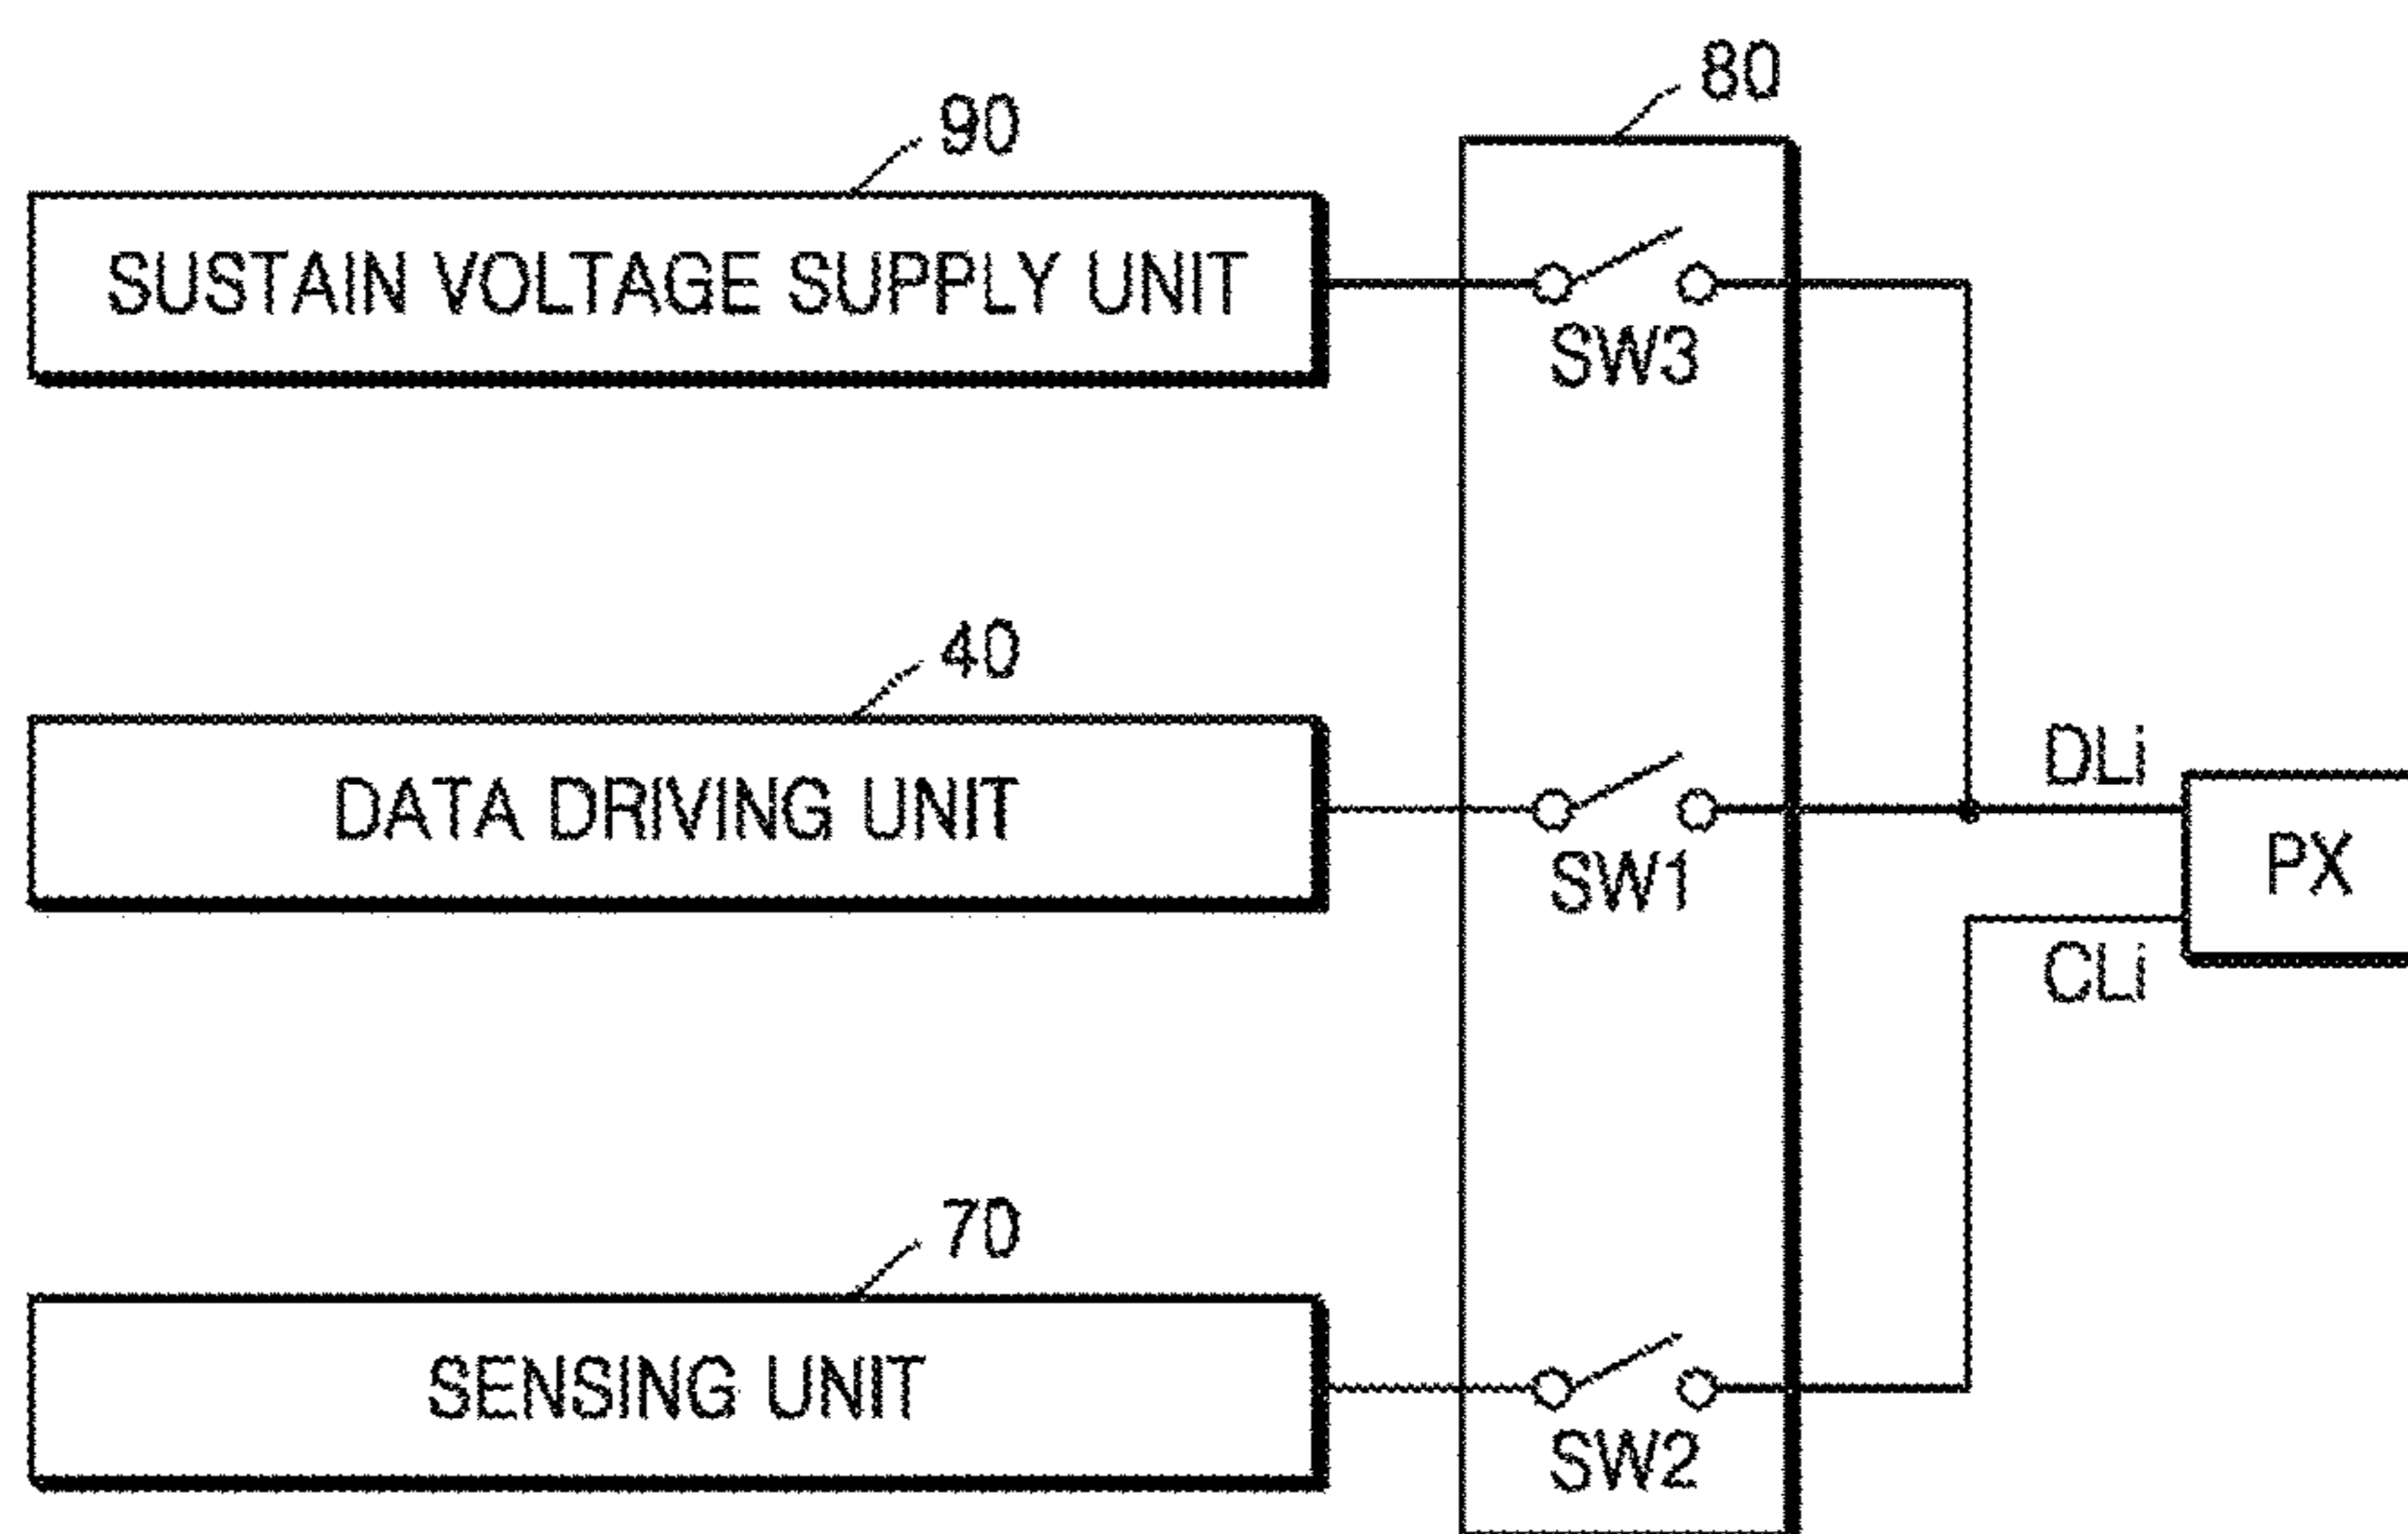 80
90
SUSTAIN VOLTAGE SUPPLY UNIT
SW3
40
DLi
DATA DRIVING UNIT
SW1
PX
CLi
70
SENSING UNIT
SW2